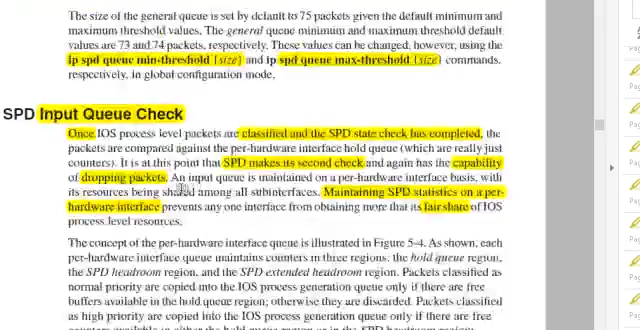 The size of the general queue is set by default to 75 packets given the default minimum and
maximum threshold values. The general queue minimum and maximum threshold default
values are 73 and 74 packets, respectively. These values can be changed, however, using the
ip spd queue min-threshold [size] and ip spd queue max-threshold [size] commands,
respectively, in global configuration mode.
SPD Input Queue Check
Once IOS process level packets are classified and the SPD state check has completed, the
packets are compared against the per-hardware interface hold queue (which are really just
counters). It is at this point that SPD makes its second check and again has the capability
of dropping packets. An input queue is maintained on a per-hardware interface basis, with
its resources being shared among all subinterfaces. Maintaining SPD statistics on a per-
hardware interface prevents any one interface from obtaining more that its fair share of IOS
process level resources.
The concept of the per-hardware interface queue is illustrated in Figure 5-4. As shown, each
per-hardware interface queue maintains counters in three regions: the hold queue region,
the SPD headroom region, and the SPD extended headroom region. Packets classified as
normal priority are copied into the IOS process generation queue only if there are free
buffers available in the hold queue region; otherwise they are discarded. Packets classified
as high priority are copied into the IOS process generation queue only if there are free